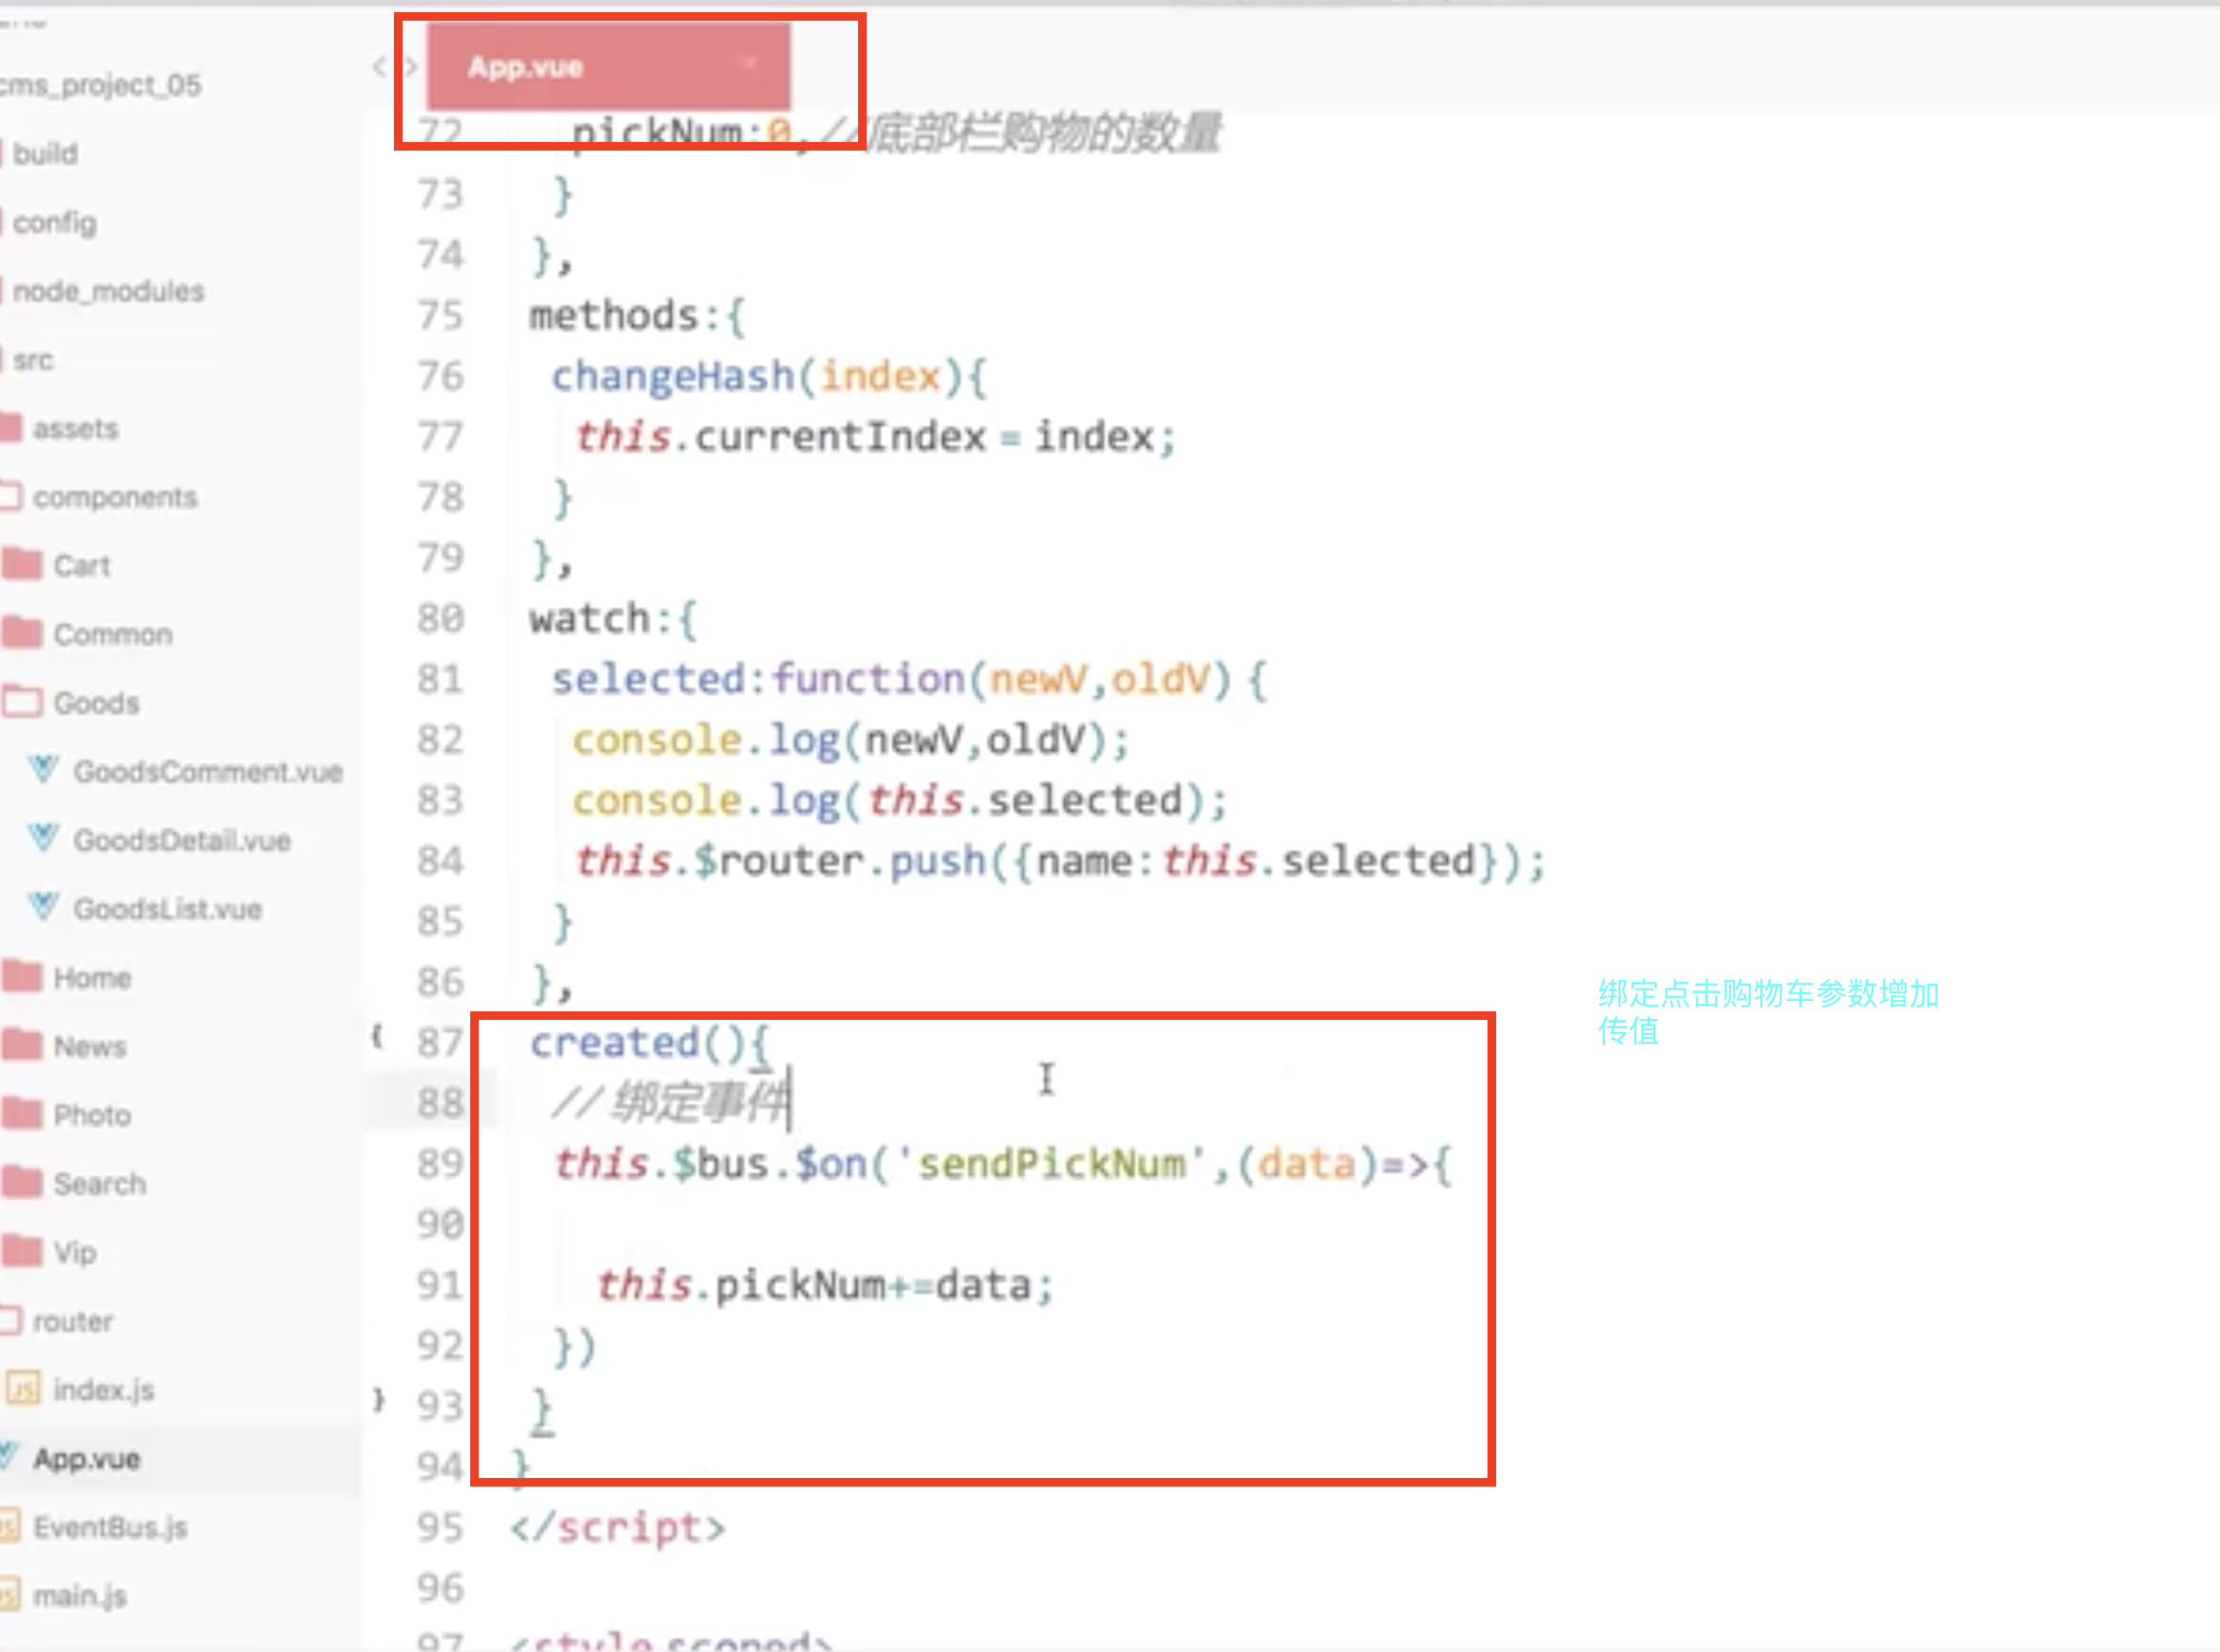 cms_project_05
build
config
node_modules
src
assets
components
Cart
Common
Goods
GoodsComment.vue
GoodsDetail.vue
GoodsList.vue
Home
News
Photo
Search
Vip
router
index.js
App.vue
EventBus.js
main.js
App.vue
72 pickNum:0,//底部栏购物的数量
73 }
74 },
75 methods:{
76 changeHash(index){
77 this.currentIndex = index;
78 }
79 },
80 watch:{
81 selected:function(newV,oldV) {
82 console.log(newV,oldV);
83 console.log(this.selected);
84 this.$router.push({name:this.selected});
85 }
86 },
87 created(){
88 // 绑定事件
89 this.$bus.$on('sendPickNum',(data)=>{
90
91 this.pickNum+=data;
92 })
93 }
94 }
95 </script>
96
97 <style scoped>
绑定点击购物车参数增加
传值